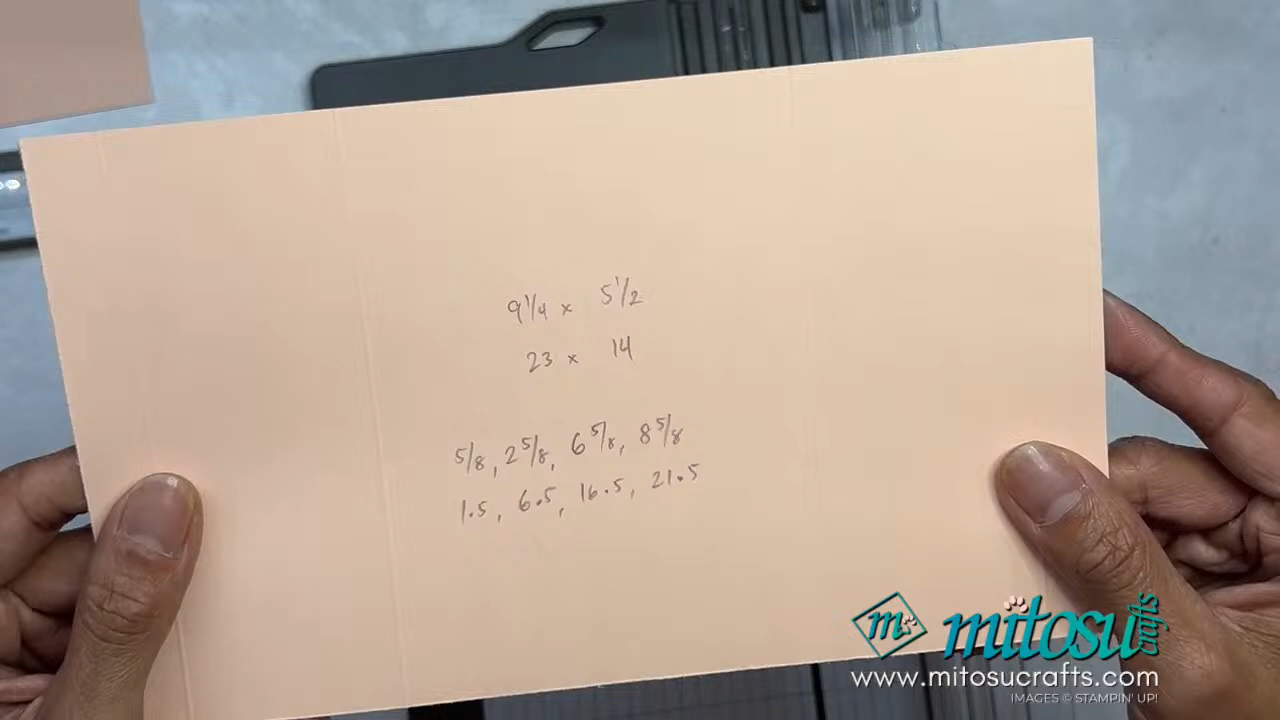 9 1/4 x 5 1/2
23 x 14
5/8, 2 5/8, 6 5/8, 8 5/8
1.5, 6.5, 16.5, 21.5
m
mitosu crafts
www.mitosucrafts.com
IMAGES © STAMPIN' UP!